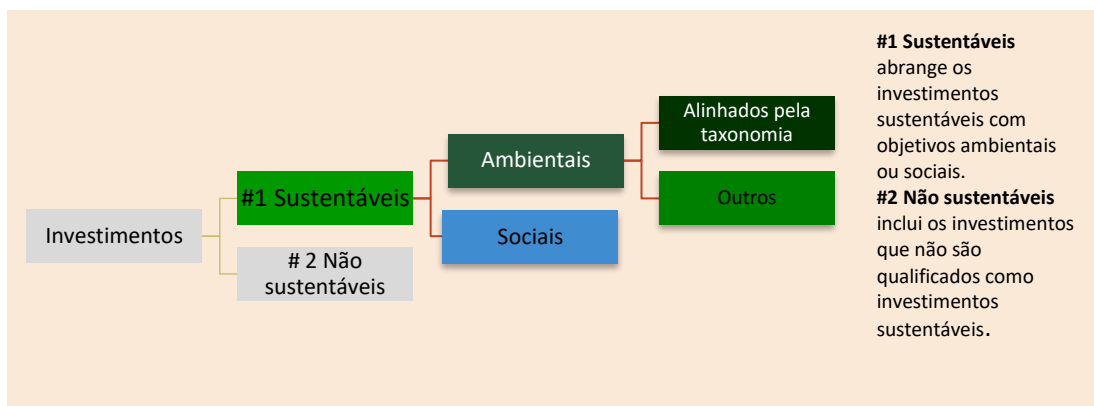 Investimentos
#1 Sustentáveis
# 2 Não
sustentáveis
Ambientais
Sociais
Alinhados pela
taxonomia
Outros
#1 Sustentáveis
abrange os
investimentos
sustentáveis com
objetivos ambientais
ou sociais.
#2 Não sustentáveis
inclui os investimentos
que não são
qualificados como
investimentos
sustentáveis.